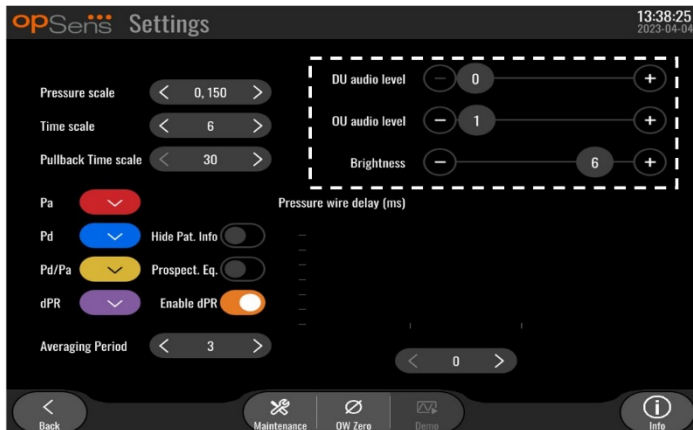 opSens Settings
13:38:25
2023-04-04
Pressure scale < 0, 150 >
Time scale < 6 >
Pullback Time scale < 30 >
DU audio level − 0 +
OU audio level − 1 +
Brightness − 6 +
Pa
Pd
Pd/Pa
dPR
Hide Pat. Info
Prospect. Eq.
Enable dPR
Averaging Period < 3 >
Pressure wire delay (ms)
< 0 >
Back
Maintenance
OW Zero
Demo
Info